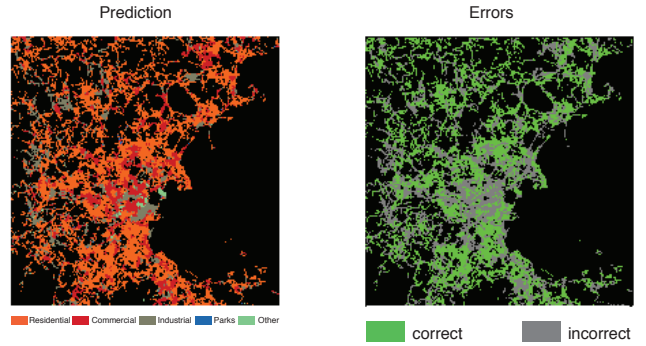 Prediction
Errors
Residential Commercial Industrial Parks Other
correct incorrect